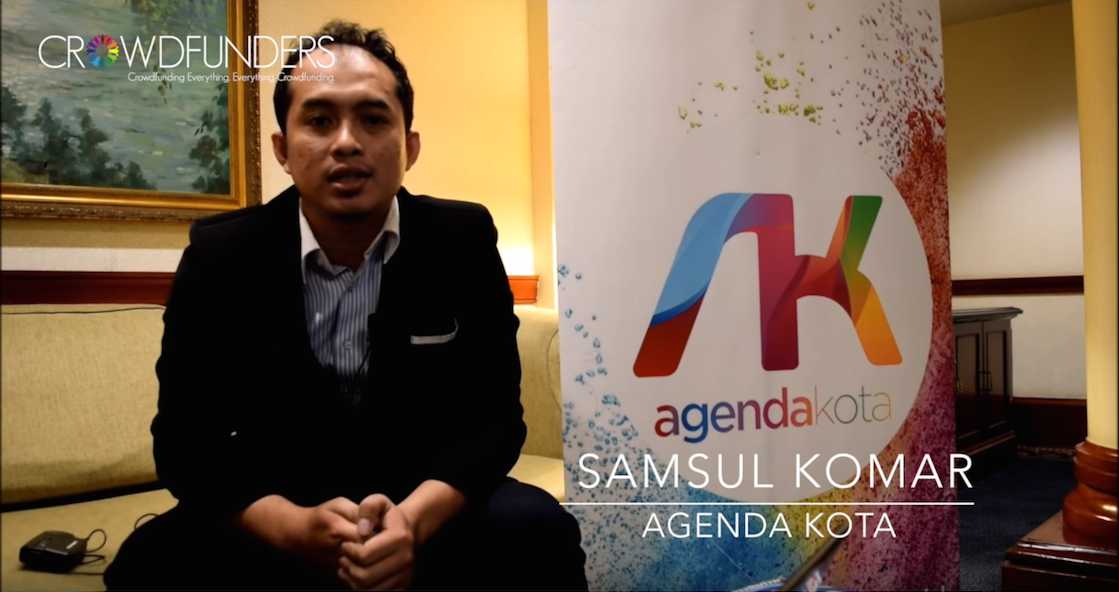 CROWDFUNDERS
Crowdfunding Everything, Everything Crowdfunding
AK
agendakota
SAMSUL KOMAR
AGENDA KOTA